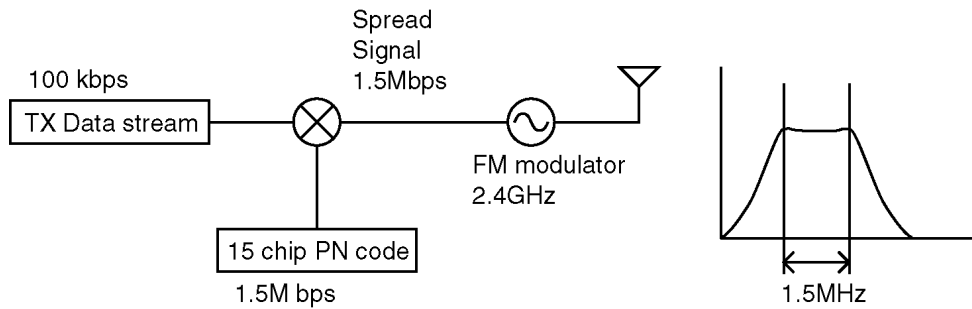 Spread
Signal
1.5Mbps
100 kbps
TX Data stream
FM modulator
2.4GHz
15 chip PN code
1.5M bps
1.5MHz